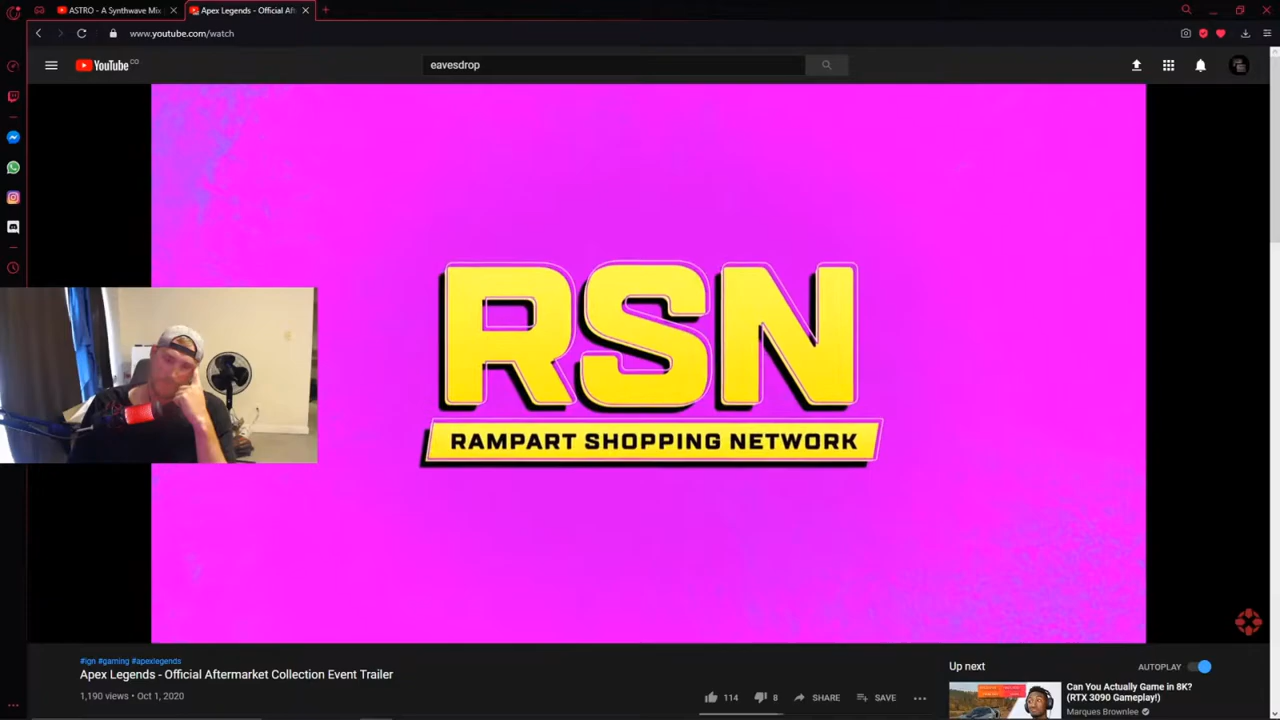 ASTRO - A Synthwave Mix
Apex Legends - Official Aft
www.youtube.com/watch
YouTube CO
eavesdrop
RSN
RAMPART SHOPPING NETWORK
#ign #gaming #apexlegends
Apex Legends - Official Aftermarket Collection Event Trailer
1,190 views • Oct 1, 2020
114
8
SHARE
SAVE
Up next
AUTOPLAY
Can You Actually Game in 8K?
(RTX 3090 Gameplay!)
Marques Brownlee